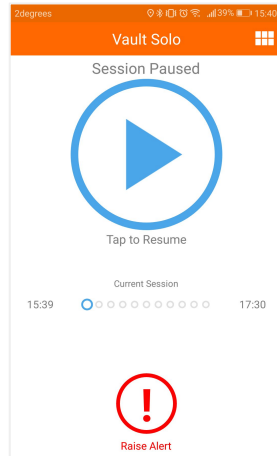 2degrees 39% 15:40
Vault Solo
Session Paused
Tap to Resume
Current Session
15:39 17:30
Raise Alert